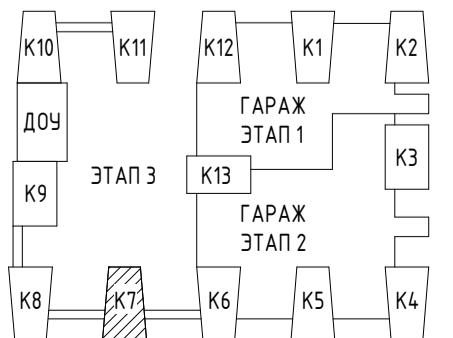 К10
К11
К12
К1
К2
ГАРАЖ
ЭТАП 1
ДОУ
К3
ЭТАП 3
К13
К9
ГАРАЖ
ЭТАП 2
К8
К7
К6
К5
К4